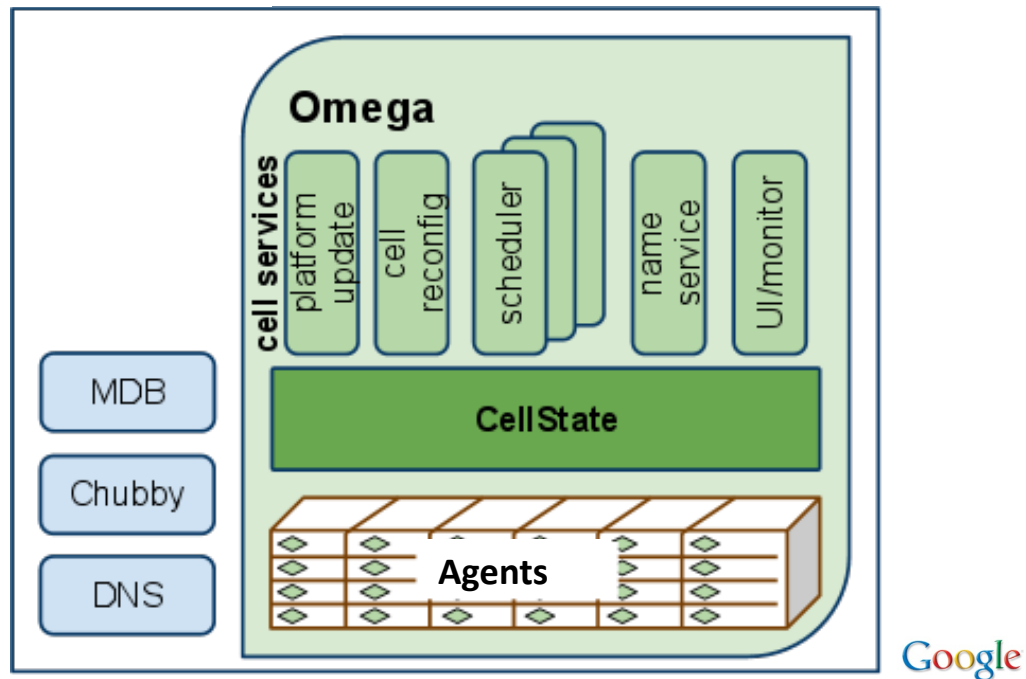 Omega
cell services
platform
update
cell
reconfig
scheduler
name
service
UI/monitor
MDB
CellState
Chubby
Agents
DNS
Google